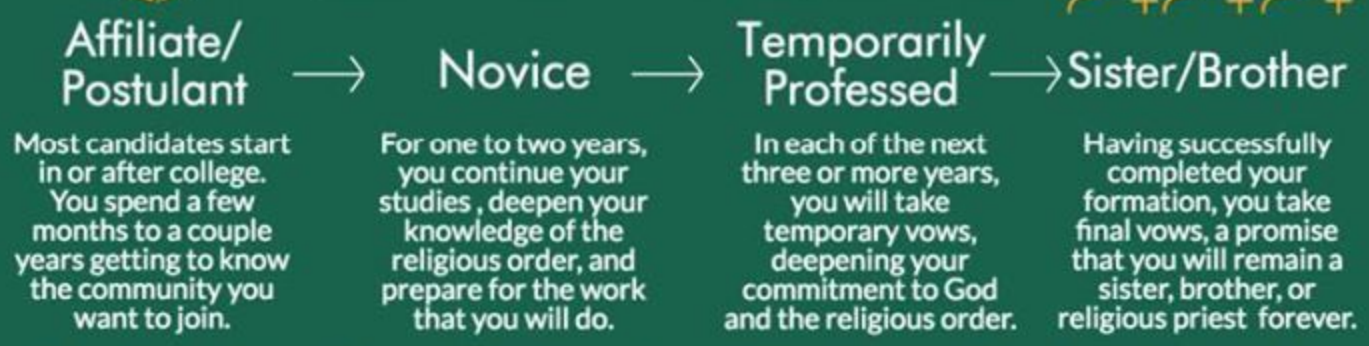 Affiliate/
Postulant
Most candidates start
in or after college.
You spend a few
months to a couple
years getting to know
the community you
want to join.
Novice
For one to two years,
you continue your
studies , deepen your
knowledge of the
religious order, and
prepare for the work
that you will do.
Temporarily
Professed
In each of the next
three or more years,
you will take
temporary vows,
deepening your
commitment to God
and the religious order.
Sister/Brother
Having successfully
completed your
formation, you take
final vows, a promise
that you will remain a
sister, brother, or
religious priest forever.